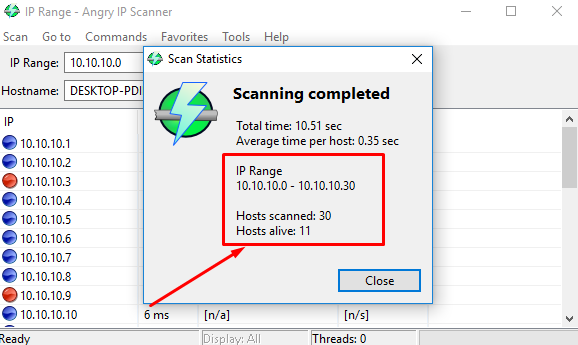 IP Range - Angry IP Scanner
Scan Go to Commands Favorites Tools Help
IP Range: 10.10.10.0
Hostname:
IP
10.10.10.1
10.10.10.2
10.10.10.3
10.10.10.4
10.10.10.5
10.10.10.6
10.10.10.7
10.10.10.8
10.10.10.9
10.10.10.10 6 ms [n/a] [n/s]
Ready Display: All Threads: 0
Scan Statistics
Scanning completed
Total time: 10.51 sec
Average time per host: 0.35 sec
IP Range
10.10.10.0 - 10.10.10.30
Hosts scanned: 30
Hosts alive: 11
Close